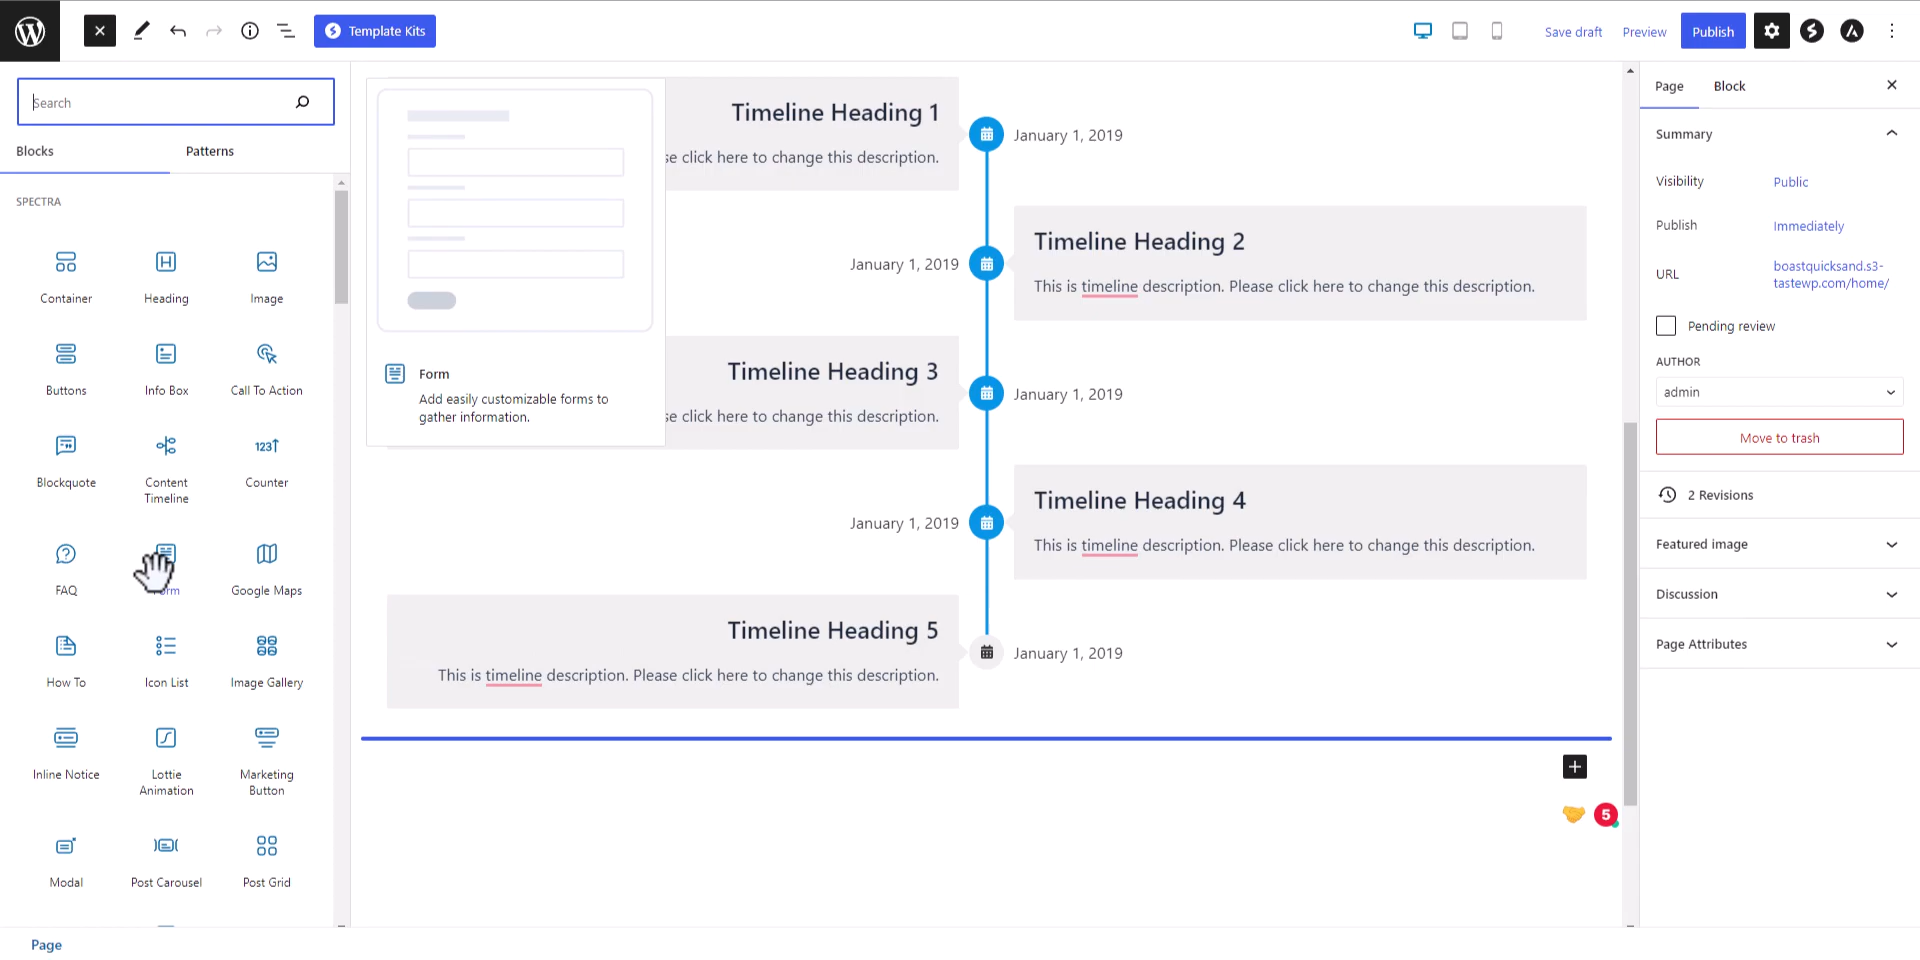 Template Kits
Save draft
Preview
Publish
Search
Blocks
Patterns
SPECTRA
Container
Heading
Image
Buttons
Info Box
Call To Action
Blockquote
Content
Timeline
123↑
Counter
FAQ
Google Maps
How To
Icon List
Image Gallery
Inline Notice
Lottie
Animation
Marketing
Button
Modal
Post Carousel
Post Grid
Page
Form
Add easily customizable forms to
gather information.
Timeline Heading 1
click here to change this description.
January 1, 2019
January 1, 2019
Timeline Heading 2
This is timeline description. Please click here to change this description.
Timeline Heading 3
click here to change this description.
January 1, 2019
January 1, 2019
Timeline Heading 4
This is timeline description. Please click here to change this description.
Timeline Heading 5
This is timeline description. Please click here to change this description.
January 1, 2019
5
Page
Block
Summary
Visibility
Public
Publish
Immediately
URL
boastquicksand.s3-
tastewp.com/home/
Pending review
AUTHOR
admin
Move to trash
2 Revisions
Featured image
Discussion
Page Attributes